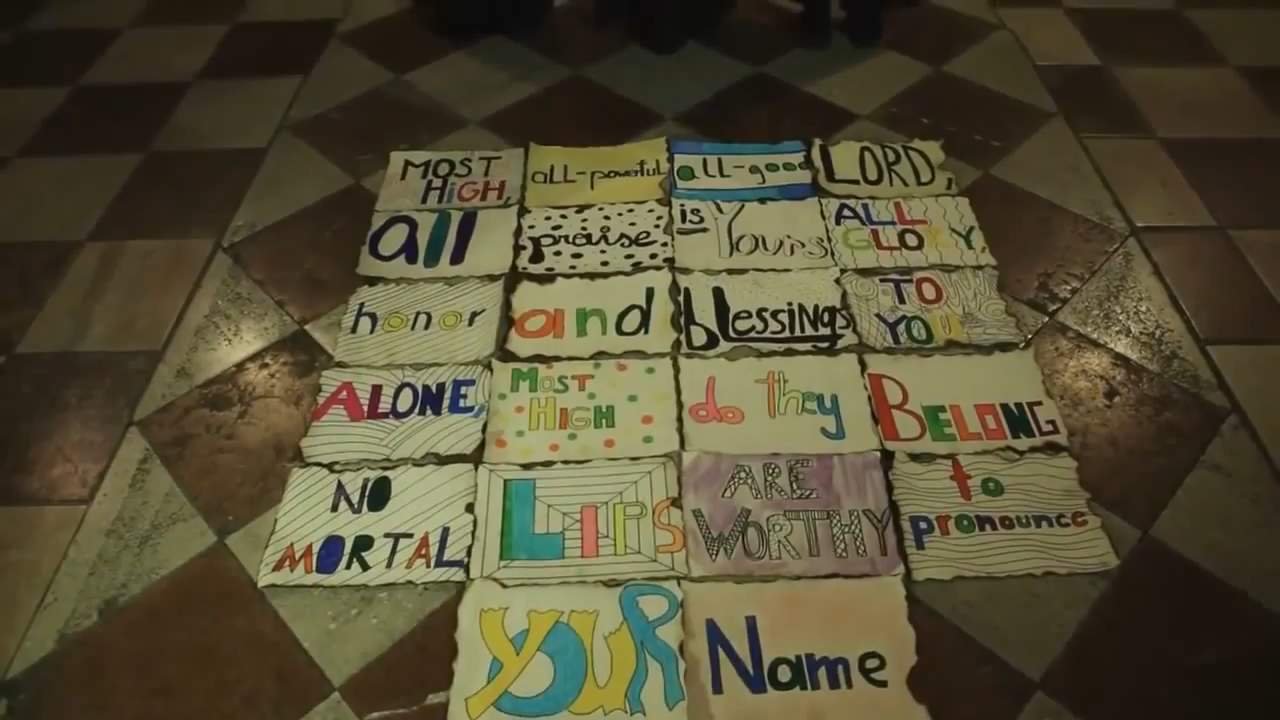 MOST HiGH, aLL-powerful all-good LORD,
all praise is Yours ALL GLORY,
honor and blessings TO YOU
ALONE, MOST HIGH do they BELONG
NO MORTAL LIPS ARE WORTHY to pronounce
YOUR Name